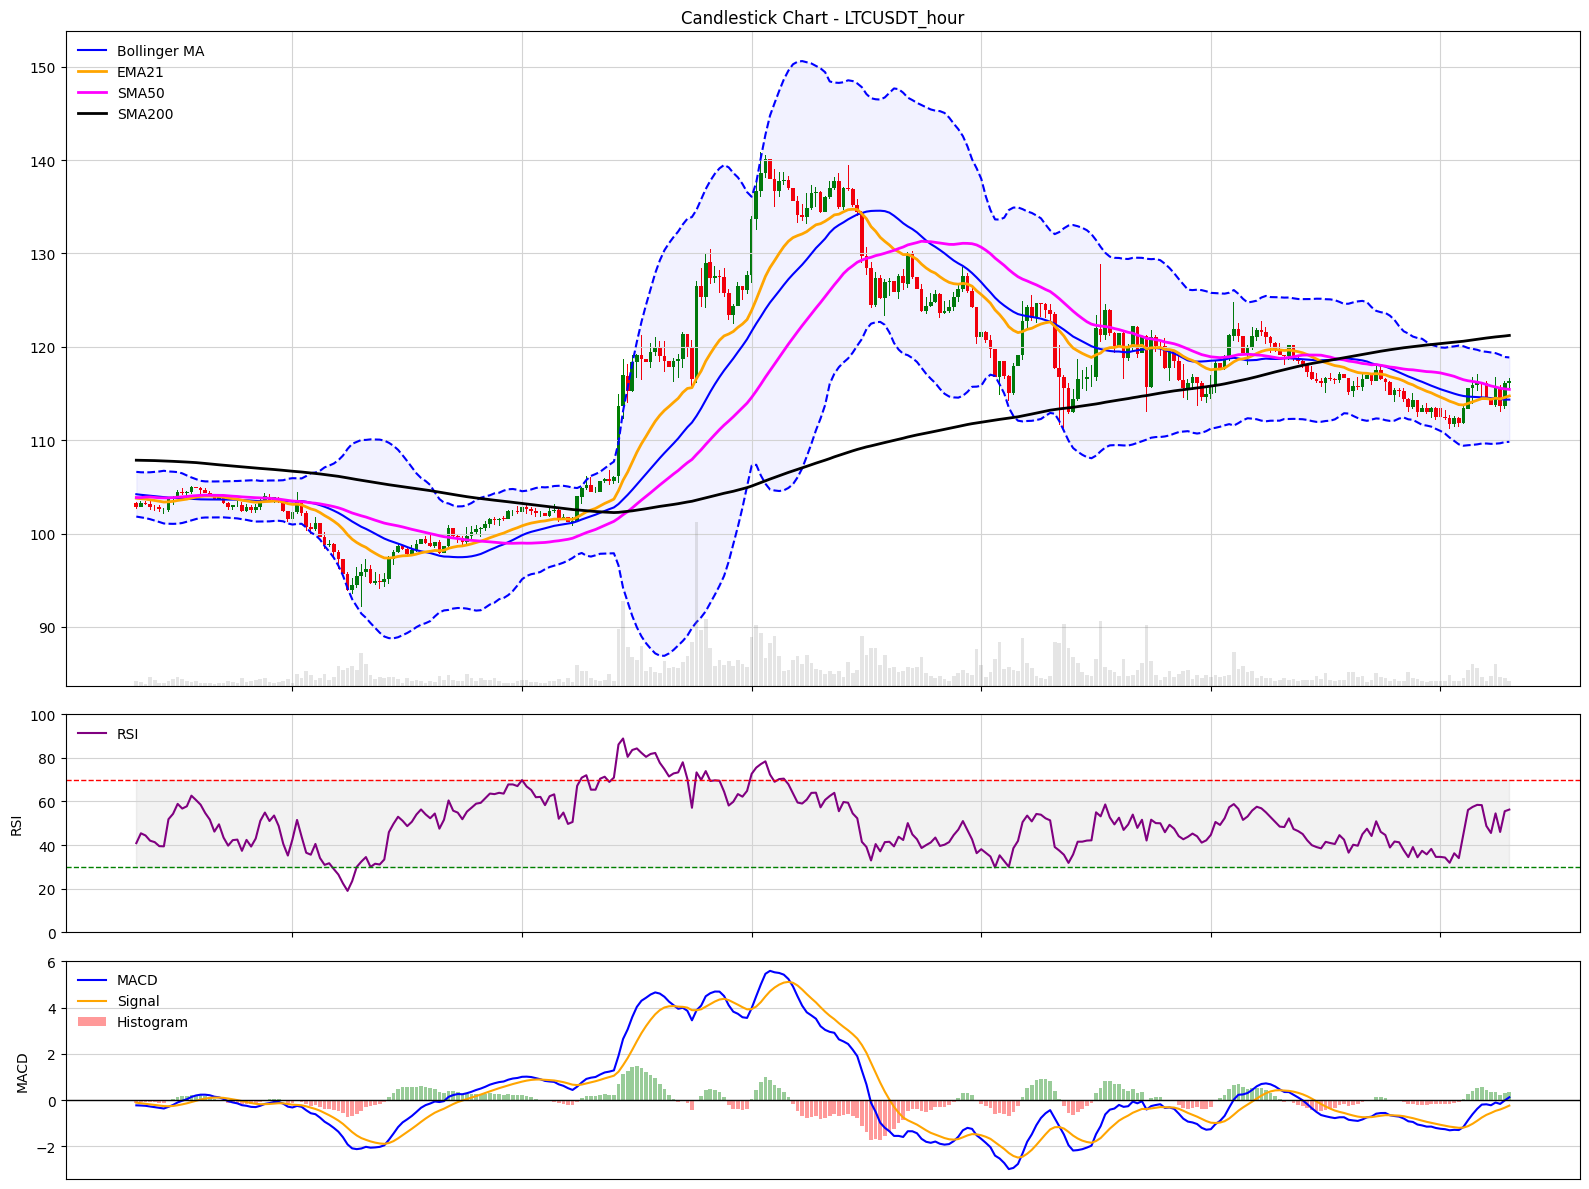 Candlestick Chart - LTCUSDT_hour
Bollinger MA
EMA21
SMA50
SMA200
150
140
130
120
110
100
90
RSI
100
80
60
40
20
0
RSI
MACD
Signal
Histogram
6
4
2
0
−2
MACD